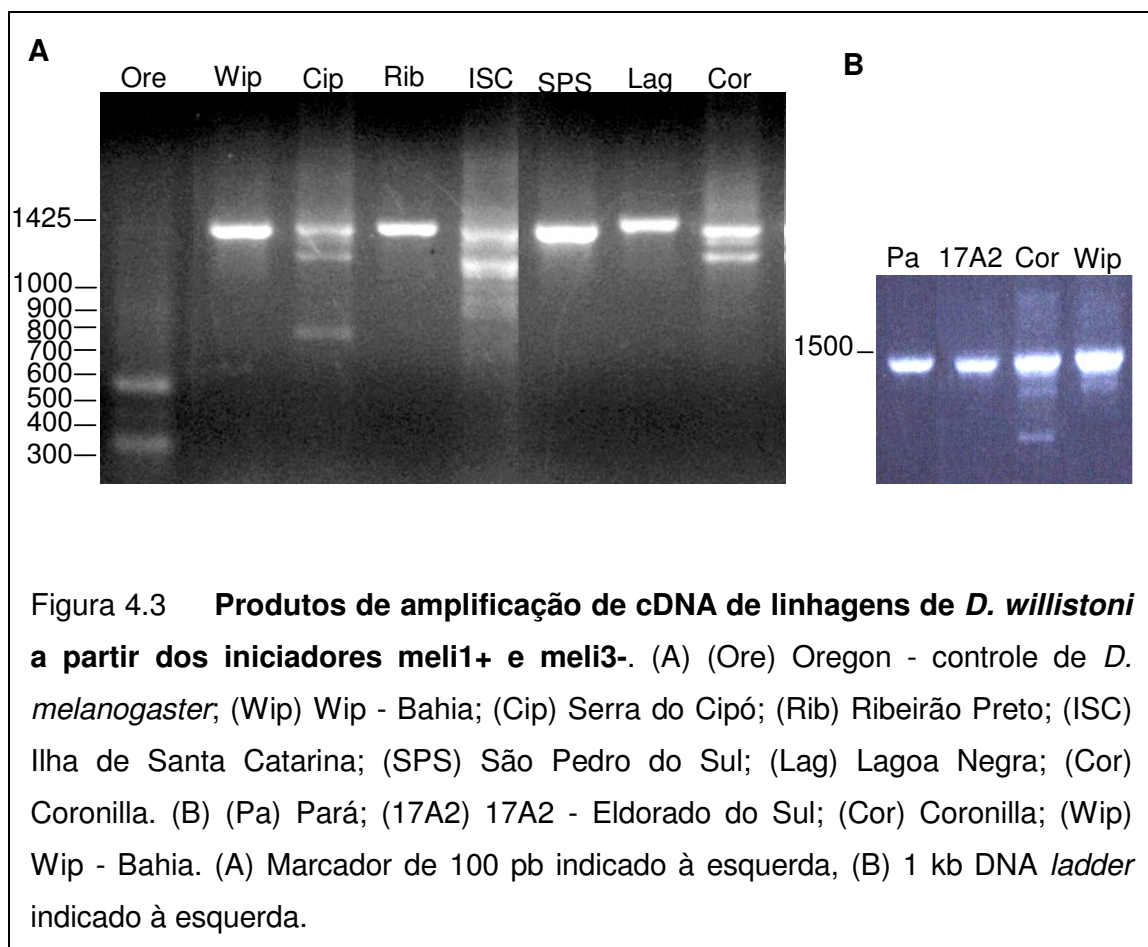 A
B
Ore Wip Cip Rib ISC SPS Lag Cor
1425
1000
900
800
700
600
500
400
300
Pa 17A2 Cor Wip
1500
Figura 4.3 Produtos de amplificação de cDNA de linhagens de D. willistoni
a partir dos iniciadores meli1+ e meli3-. (A) (Ore) Oregon - controle de D.
melanogaster; (Wip) Wip - Bahia; (Cip) Serra do Cipó; (Rib) Ribeirão Preto; (ISC)
Ilha de Santa Catarina; (SPS) São Pedro do Sul; (Lag) Lagoa Negra; (Cor)
Coronilla. (B) (Pa) Pará; (17A2) 17A2 - Eldorado do Sul; (Cor) Coronilla; (Wip)
Wip - Bahia. (A) Marcador de 100 pb indicado à esquerda, (B) 1 kb DNA ladder
indicado à esquerda.